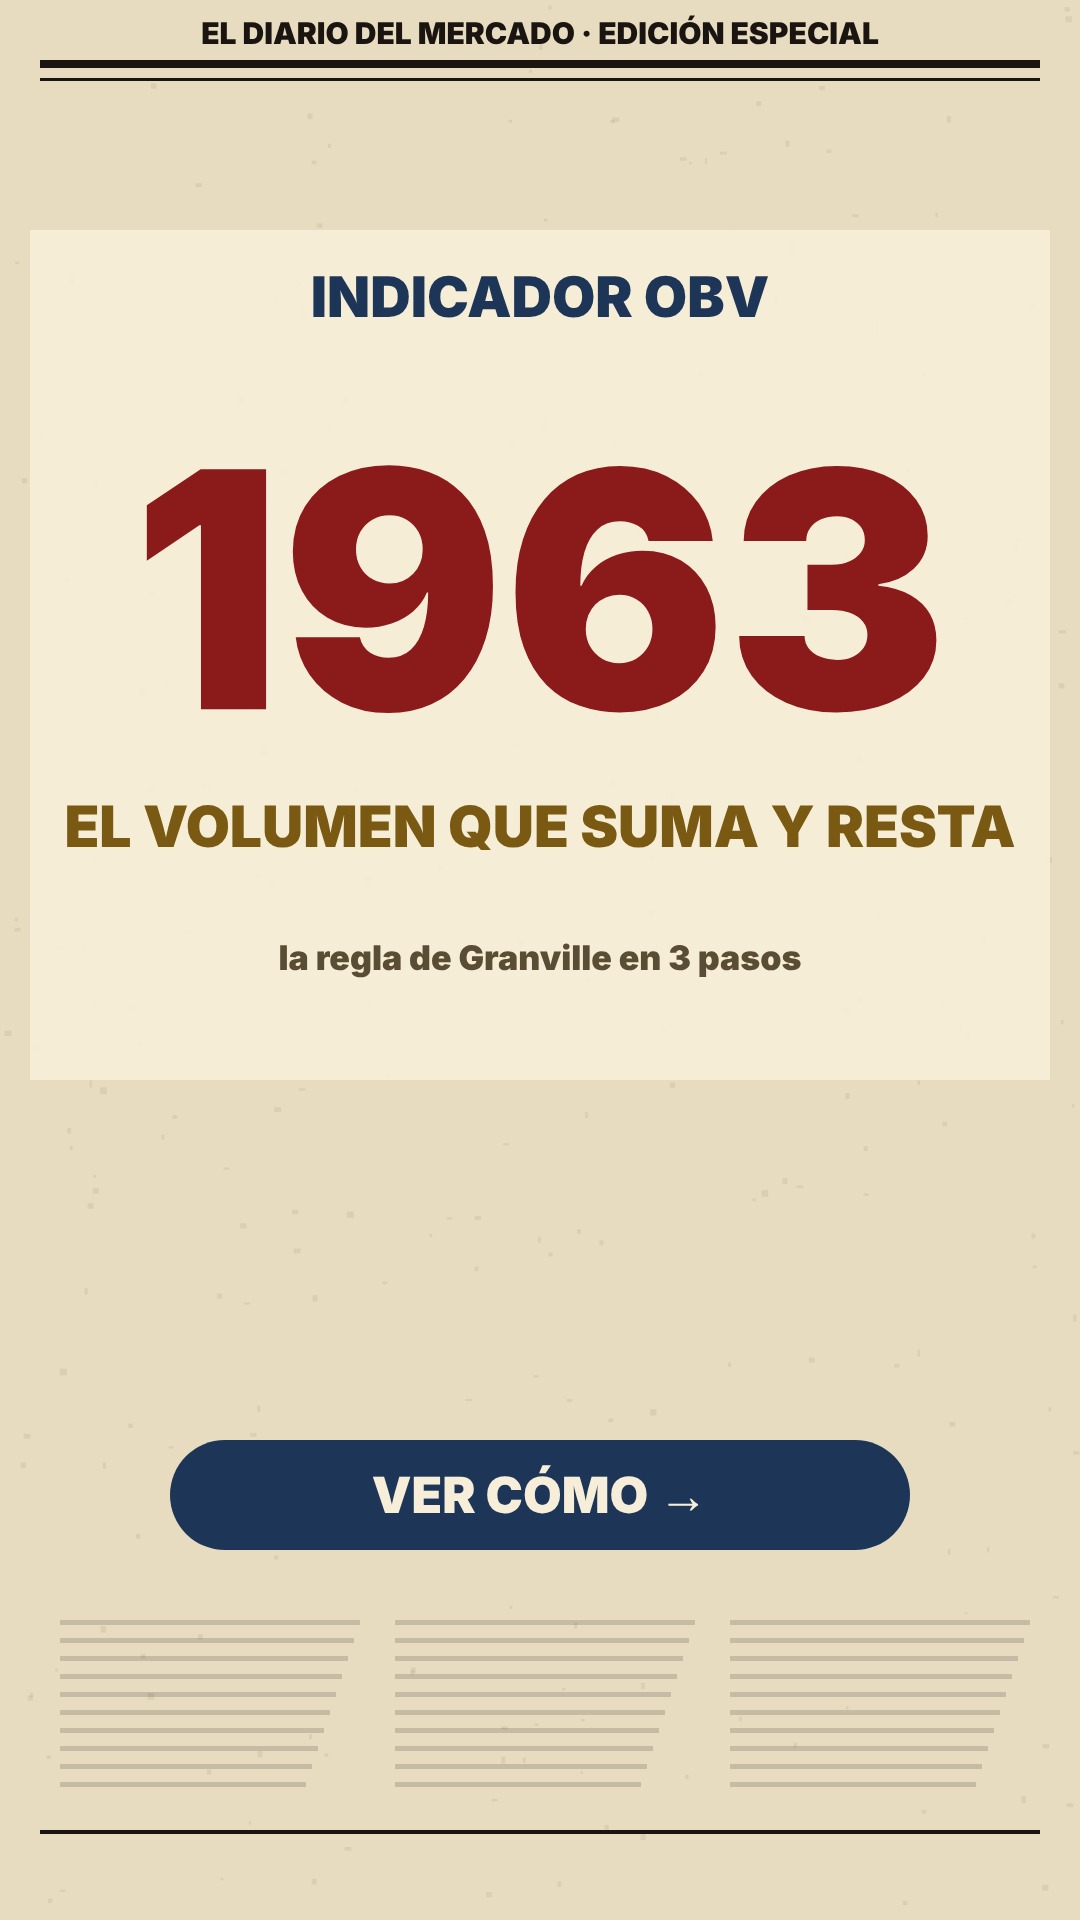 EL DIARIO DEL MERCADO · EDICIÓN ESPECIAL
INDICADOR OBV
1963
EL VOLUMEN QUE SUMA Y RESTA
la regla de Granville en 3 pasos
VER CÓMO →